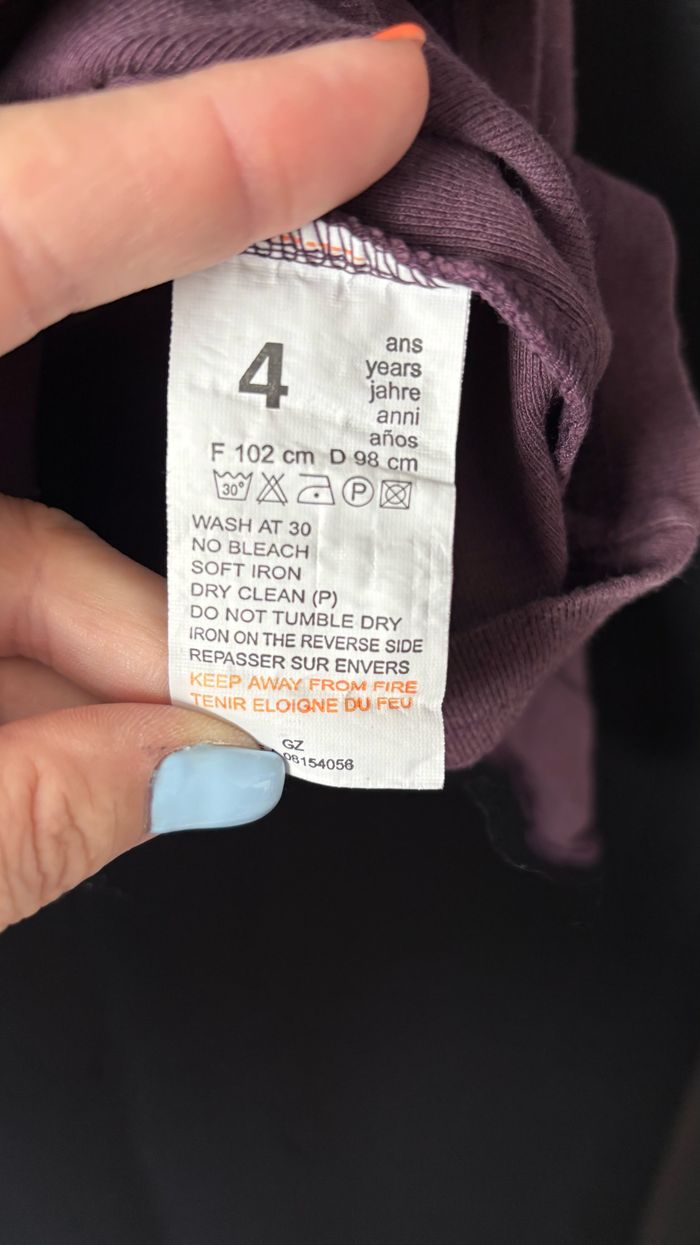 4
ans
years
jahre
anni
años
F 102 cm D 98 cm
30° P
WASH AT 30
NO BLEACH
SOFT IRON
DRY CLEAN (P)
DO NOT TUMBLE DRY
IRON ON THE REVERSE SIDE
REPASSER SUR ENVERS
KEEP AWAY FROM FIRE
TENIR ELOIGNE DU FEU
GZ
08154056